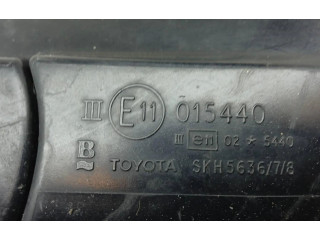 III E11 015440
III e11 02 * 5440
B TOYOTA SKH5636/7/8